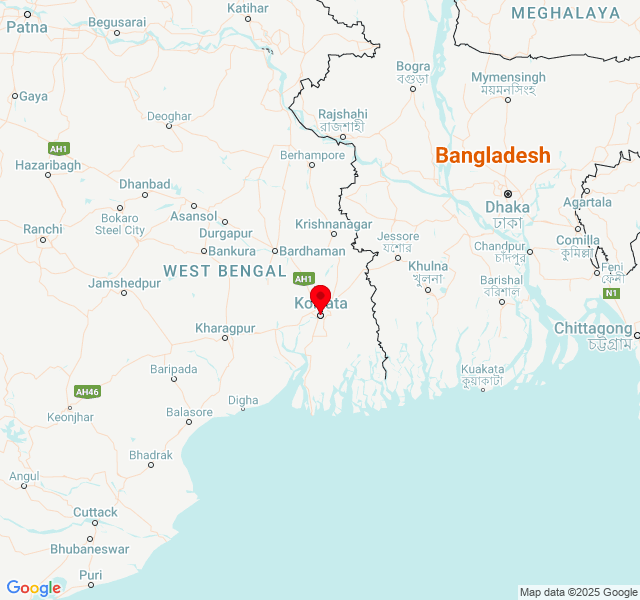 Katihar
MEGHALAYA
Patna
Begusarai
Bogra
বগুড়া
Mymensingh
ময়মনসিংহ
Gaya
Deoghar
Rajshahi
রাজশাহী
AH1
Berhampore
Bangladesh
Hazaribagh
Dhanbad
Agartala
Bokaro
Steel City
Asansol
Dhaka
ঢাকা
Durgapur
Krishnanagar
Ranchi
Jessore
যশোর
Comilla
কুমিল্লা
Bankura
Bardhaman
Chandpur
চাঁদপুর
WEST BENGAL
Khulna
খুলনা
Feni
ফেনী
AH1
Jamshedpur
Barishal
বরিশাল
N1
Kolkata
Kharagpur
Chittagong
চট্টগ্রাম
Baripada
Kuakata
কুয়াকাটা
AH46
Digha
Keonjhar
Balasore
Bhadrak
Angul
Cuttack
Bhubaneswar
Puri
Google
Map data ©2025 Google